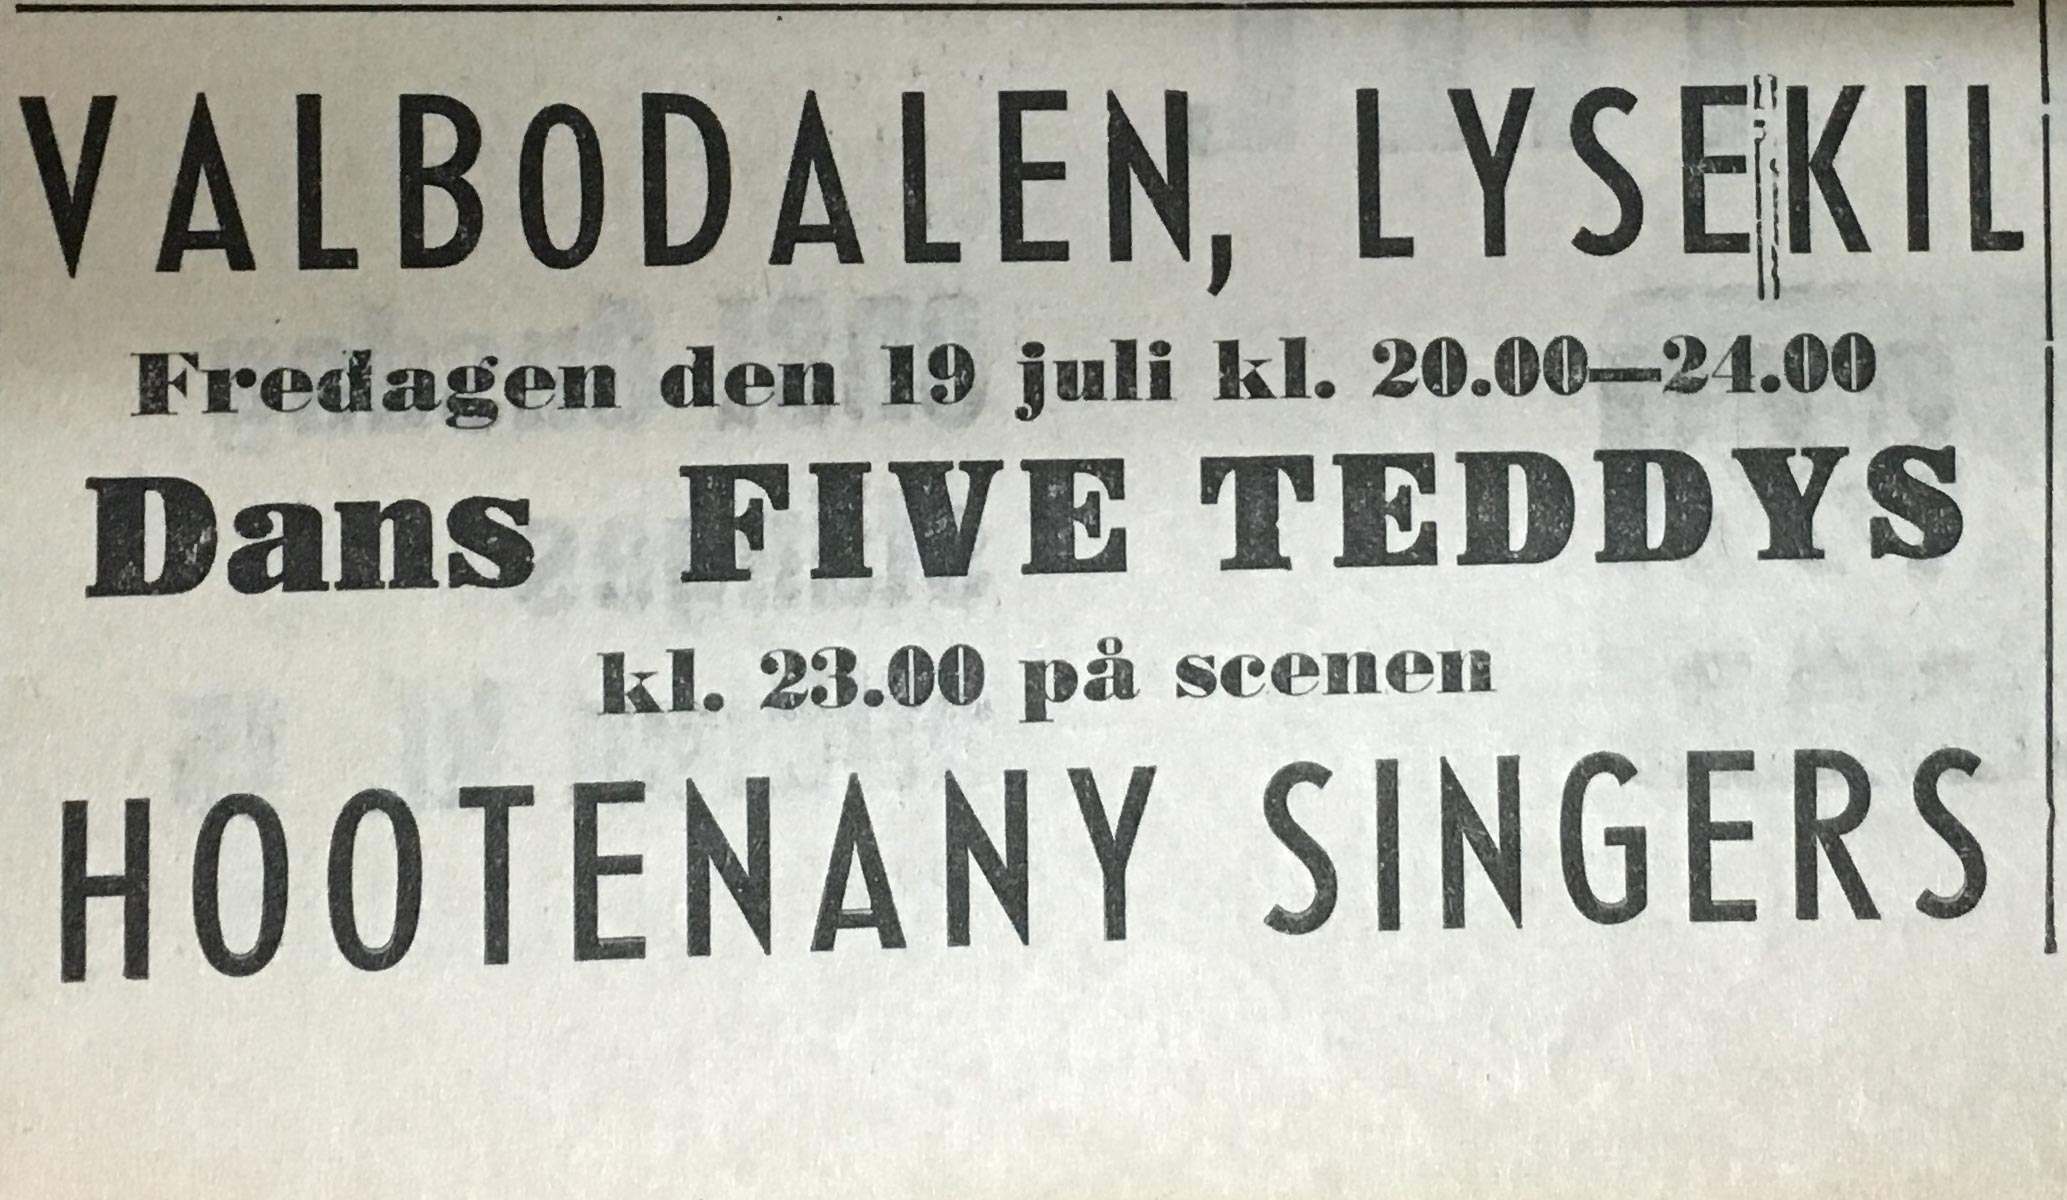 VALBODALEN, LYSEKIL
Fredagen den 19 juli kl. 20.00—24.00
Dans FIVE TEDDYS
kl. 23.00 på scenen
HOOTENANY SINGERS